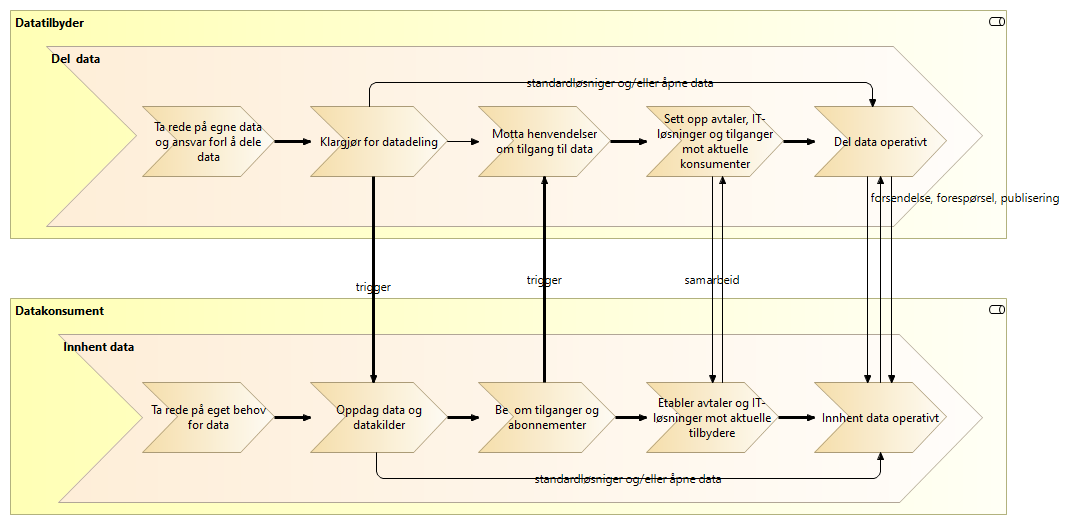 Datatilbyder
Del  data
standardløsniger og/eller åpne data
Ta rede på egne data
og ansvar forl å dele
data
Klargjør for datadeling
Motta henvendelser
om tilgang til data
Sett opp avtaler, IT-
løsninger og tilganger
mot aktuelle
konsumenter
Del data operativt
forsendelse, forespørsel, publisering
trigger
trigger
samarbeid
Datakonsument
Innhent data
Ta rede på eget behov
for data
Oppdag data og
datakilder
Be  om tilganger og
abonnementer
Etabler avtaler og IT-
løsninger mot aktuelle
tilbydere
Innhent data operativt
standardløsniger og/eller åpne data